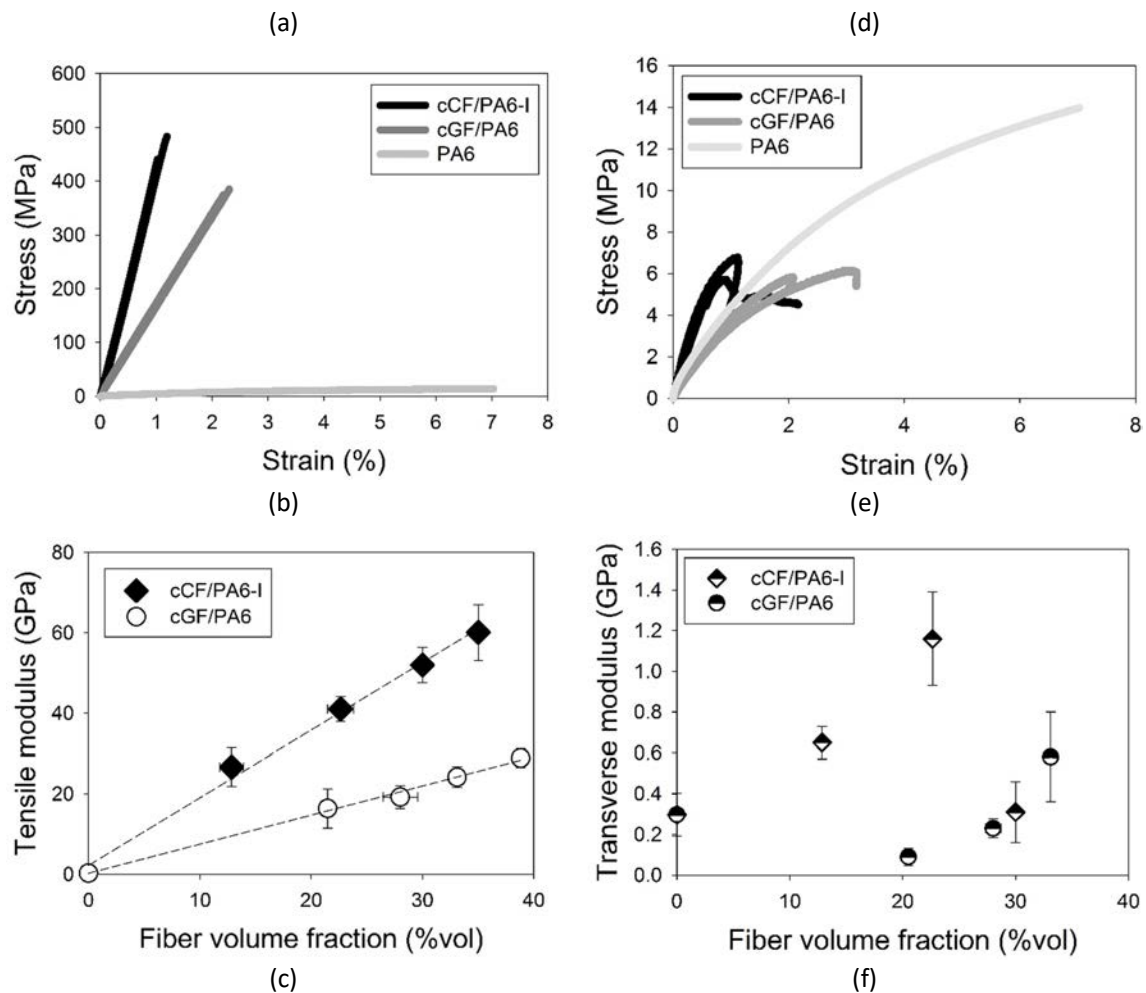 (a)
(d)
600
500
400
300
200
100
0
Stress (MPa)
cCF/PA6-I
cGF/PA6
PA6
0 1 2 3 4 5 6 7 8
Strain (%)
16
14
12
10
8
6
4
2
0
Stress (MPa)
cCF/PA6-I
cGF/PA6
PA6
0 2 4 6 8
Strain (%)
(b)
(e)
80
60
40
20
0
Tensile modulus (GPa)
cCF/PA6-I
cGF/PA6
0 10 20 30 40
Fiber volume fraction (%vol)
1.6
1.4
1.2
1.0
0.8
0.6
0.4
0.2
0.0
Transverse modulus (GPa)
cCF/PA6-I
cGF/PA6
0 10 20 30 40
Fiber volume fraction (%vol)
(c)
(f)